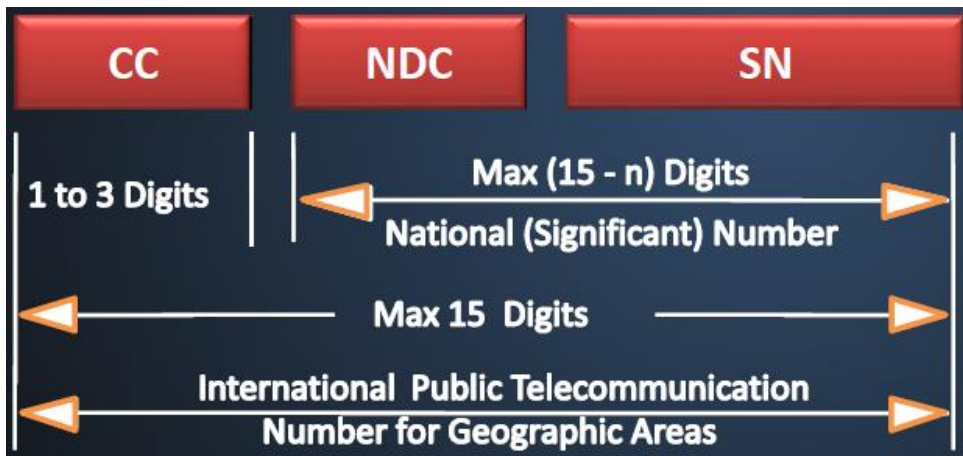 CC NDC SN
1 to 3 Digits
Max (15 - n) Digits
National (Significant) Number
Max 15 Digits
International Public Telecommunication
Number for Geographic Areas